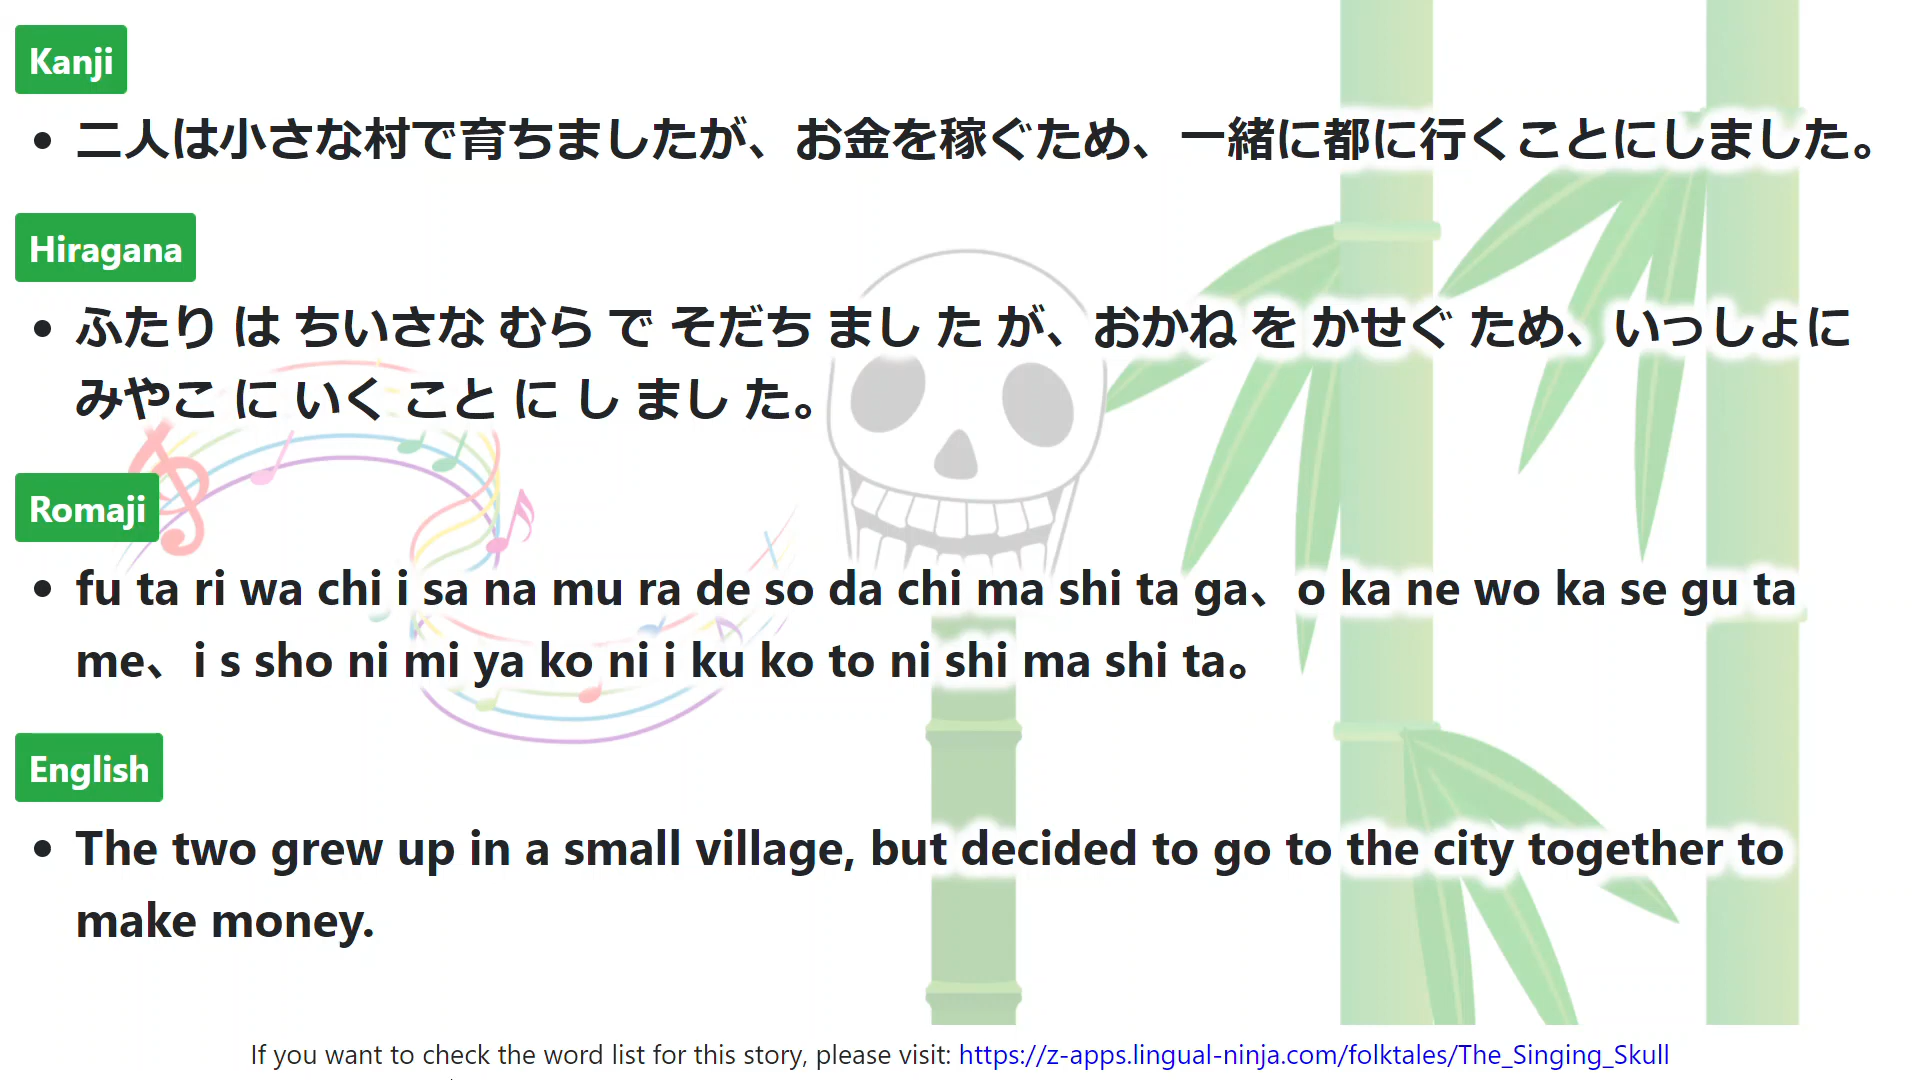 Kanji
• 二人は小さな村で育ちましたが、お金を稼ぐため、一緒に都に行くことにしました。
Hiragana
• ふたり は ちいさな むら で そだち まし た が、おかね を かせぐ ため、いっしょに
みやこ に いく こと に し まし た。
Romaji
• fu ta ri wa chi i sa na mu ra de so da chi ma shi ta ga、o ka ne wo ka se gu ta
me、i s sho ni mi ya ko ni i ku ko to ni shi ma shi ta。
English
• The two grew up in a small village, but decided to go to the city together to
make money.
If you want to check the word list for this story, please visit: https://z-apps.lingual-ninja.com/folktales/The_Singing_Skull